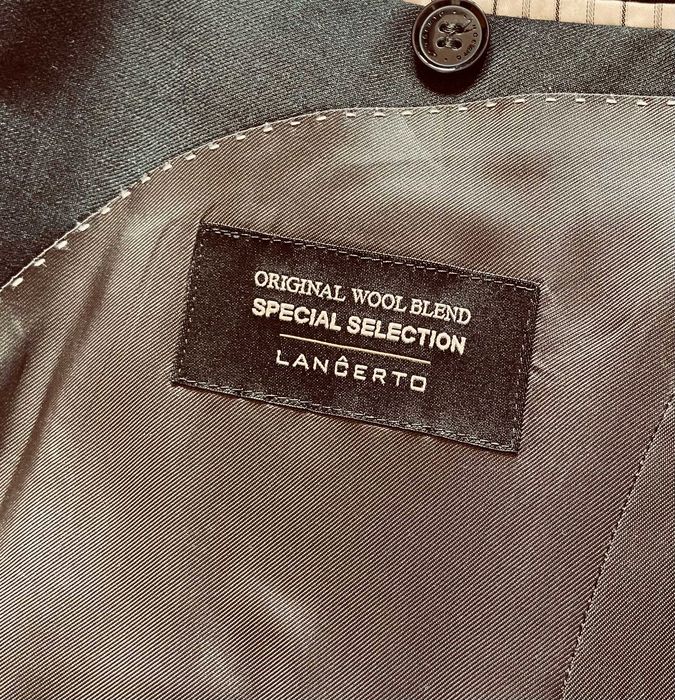 ORIGINAL WOOL BLEND
SPECIAL SELECTION
LANĈERTO